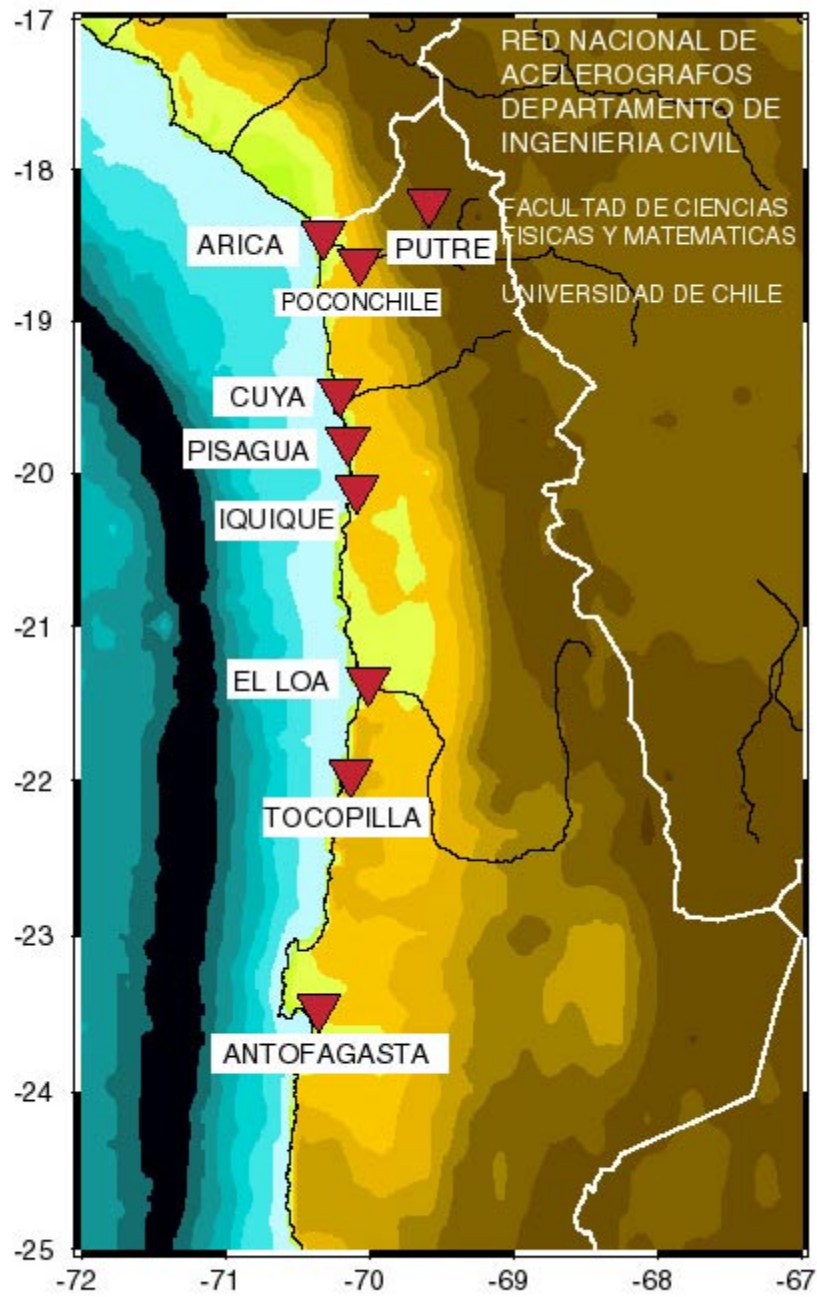 -17
RED NACIONAL DE
ACELEROGRAFOS
DEPARTAMENTO DE
INGENIERIA CIVIL
-18
FACULTAD DE CIENCIAS
FISICAS Y MATEMATICAS
ARICA
PUTRE
POCONCHILE
UNIVERSIDAD DE CHILE
-19
CUYA
PISAGUA
-20
IQUIQUE
-21
EL LOA
-22
TOCOPILLA
-23
ANTOFAGASTA
-24
-25
-72 -71 -70 -69 -68 -67